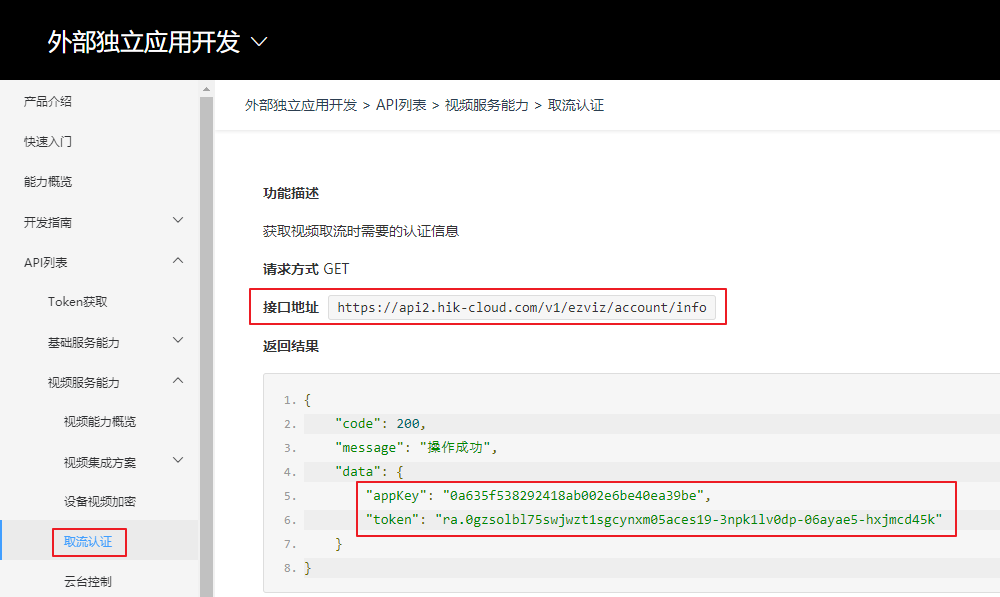 外部独立应用开发
产品介绍
快速入门
能力概览
开发指南
API列表
Token获取
基础服务能力
视频服务能力
视频能力概览
视频集成方案
设备视频加密
取流认证
云台控制
外部独立应用开发 > API列表 > 视频服务能力 > 取流认证
功能描述
获取视频取流时需要的认证信息
请求方式 GET
接口地址 https://api2.hik-cloud.com/v1/ezviz/account/info
返回结果
1. {
2. "code": 200,
3. "message": "操作成功",
4. "data": {
5. "appKey": "0a635f538292418ab002e6be40ea39be",
6. "token": "ra.0gzsolbl75swjwzt1sgcynxm05aces19-3npk1lv0dp-06ayae5-hxjmcd45k"
7. }
8. }